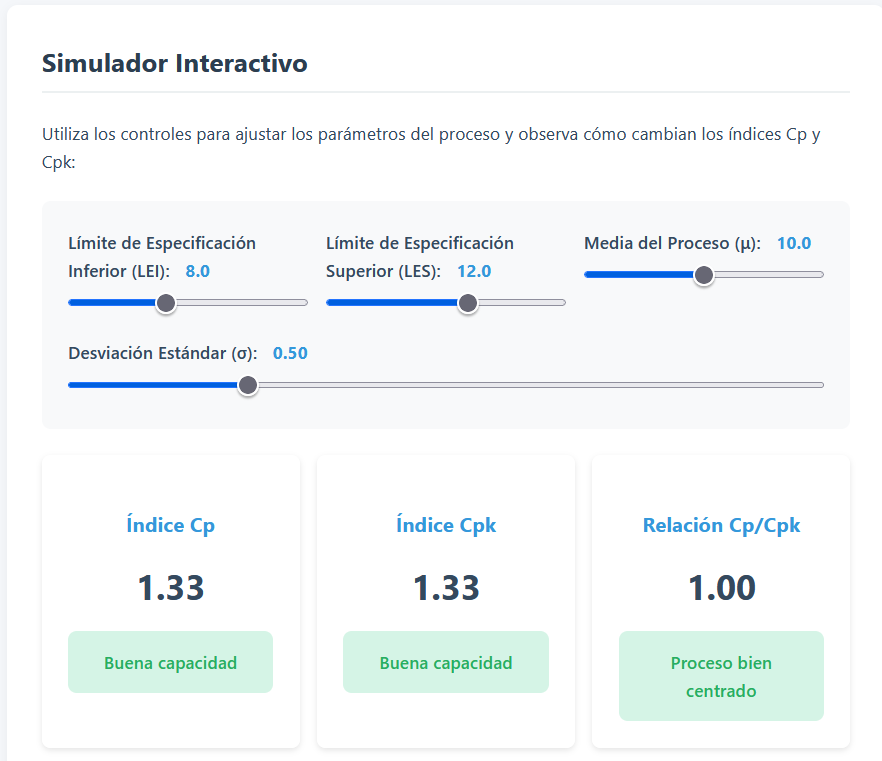 Simulador Interactivo
Utiliza los controles para ajustar los parámetros del proceso y observa cómo cambian los índices Cp y
Cpk:
Límite de Especificación
Inferior (LEI): 8.0
Límite de Especificación
Superior (LES): 12.0
Media del Proceso (μ): 10.0
Desviación Estándar (σ): 0.50
Índice Cp
1.33
Buena capacidad
Índice Cpk
1.33
Buena capacidad
Relación Cp/Cpk
1.00
Proceso bien
centrado